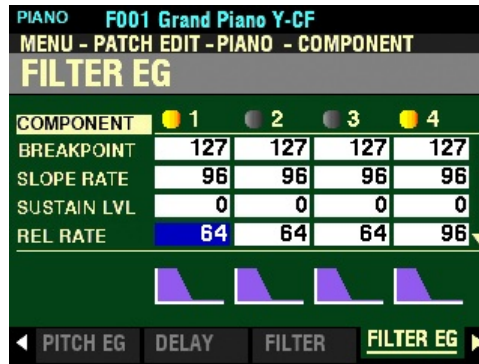 PIANO F001 Grand Piano Y-CF
MENU - PATCH EDIT - PIANO - COMPONENT
FILTER EG
COMPONENT 1 2 3 4
BREAKPOINT 127 127 127 127
SLOPE RATE 96 96 96 96
SUSTAIN LVL 0 0 0 0
REL RATE 64 64 64 96
PITCH EG DELAY FILTER FILTER EG